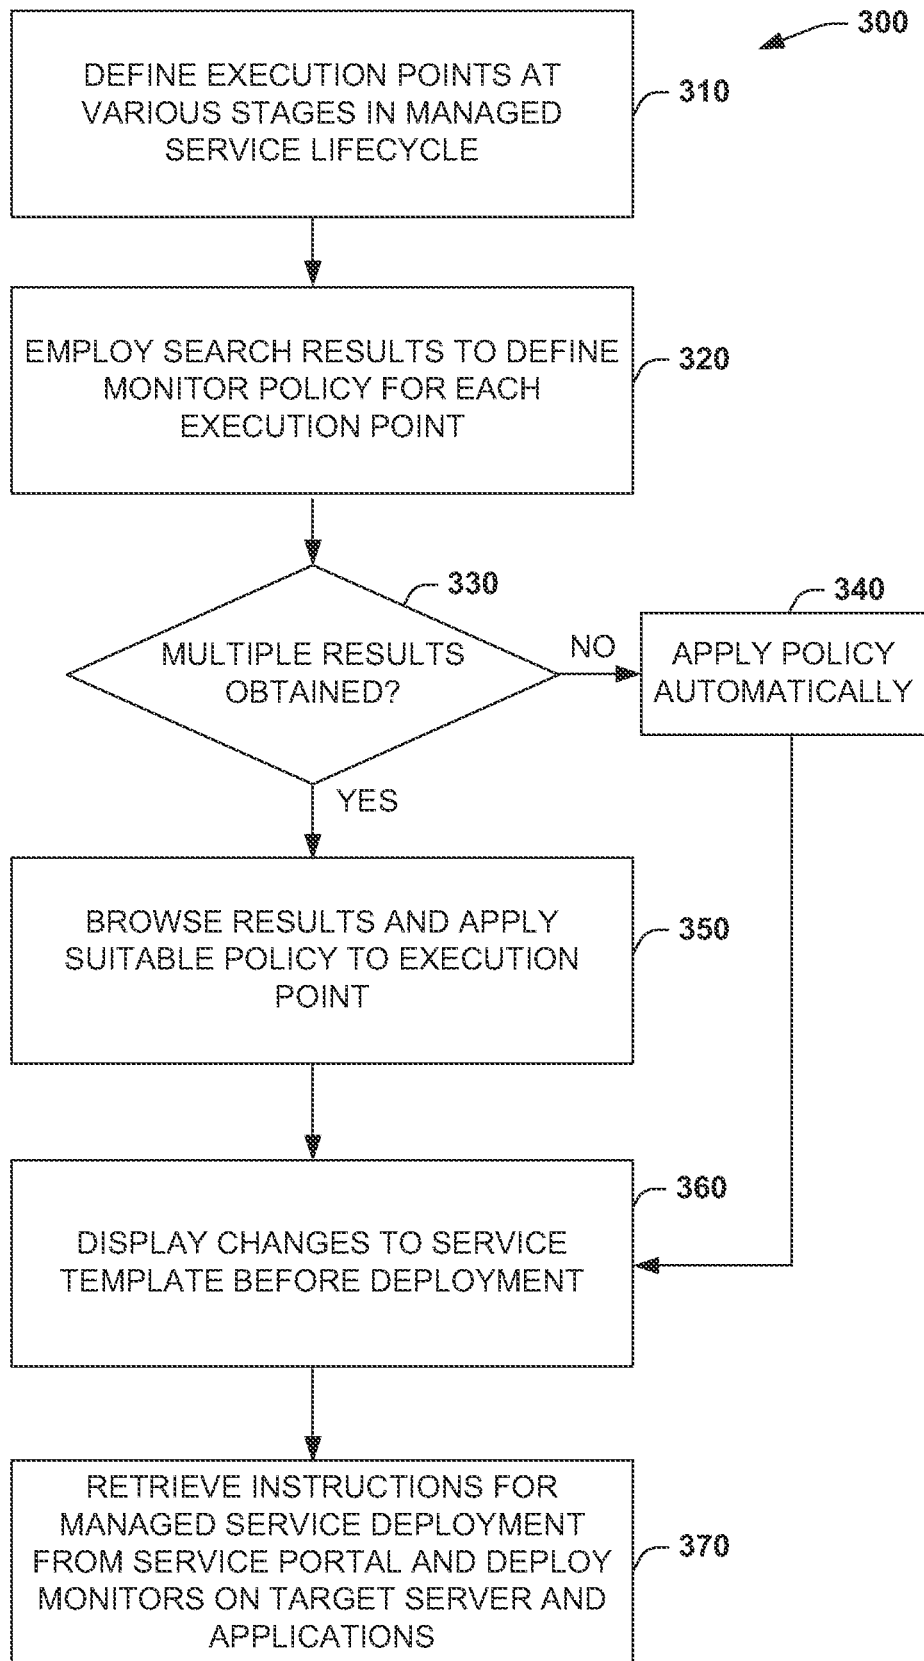 300
DEFINE EXECUTION POINTS AT
VARIOUS STAGES IN MANAGED
SERVICE LIFECYCLE
310
EMPLOY SEARCH RESULTS TO DEFINE
MONITOR POLICY FOR EACH
EXECUTION POINT
320
330
MULTIPLE RESULTS
OBTAINED?
NO
340
APPLY POLICY
AUTOMATICALLY
YES
BROWSE RESULTS AND APPLY
SUITABLE POLICY TO EXECUTION
POINT
350
360
DISPLAY CHANGES TO SERVICE
TEMPLATE BEFORE DEPLOYMENT
RETRIEVE INSTRUCTIONS FOR
MANAGED SERVICE DEPLOYMENT
FROM SERVICE PORTAL AND DEPLOY
MONITORS ON TARGET SERVER AND
APPLICATIONS
370